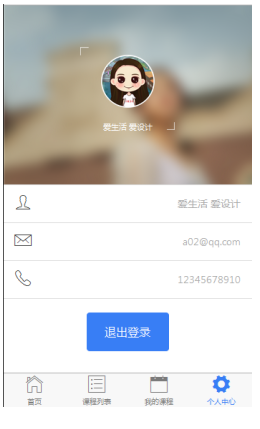 爱生活 爱设计
爱生活 爱设计
a02@qq.com
12345678910
退出登录
首页
课程列表
我的课程
个人中心